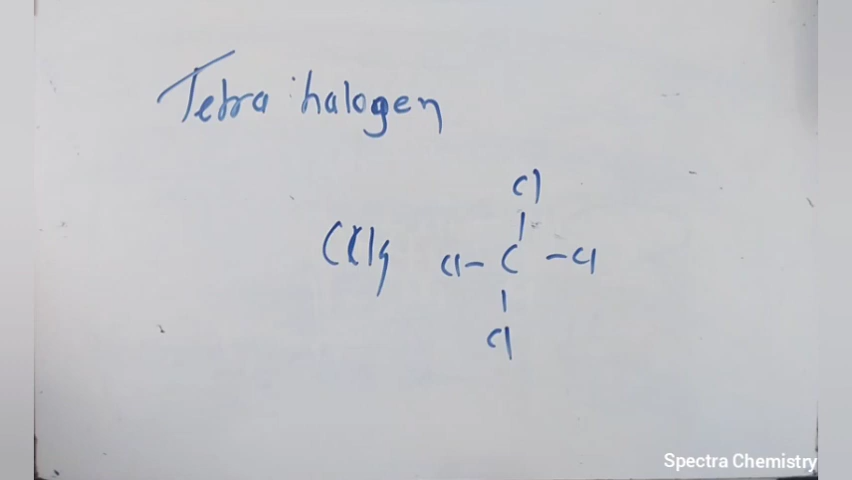 Tetra halogen
Cl
CCl4 Cl- C -Cl
Cl
Spectra Chemistry